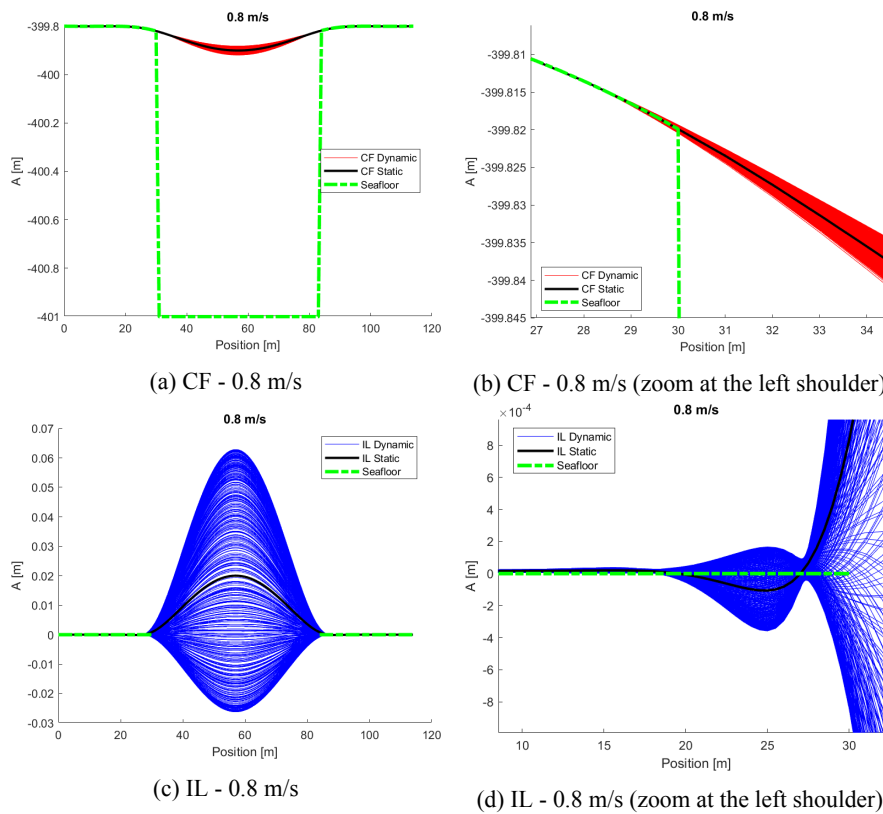 0.8 m/s
-399.8
-400
-400.2
-400.4
-400.6
-400.8
-401
A [m]
CF Dynamic
CF Static
Seafloor
0 20 40 60 80 100 120
Position [m]
(a) CF - 0.8 m/s
0.8 m/s
-399.81
-399.815
-399.82
-399.825
-399.83
-399.835
-399.84
-399.845
A [m]
CF Dynamic
CF Static
Seafloor
27 28 29 30 31 32 33 34
Position [m]
(b) CF - 0.8 m/s (zoom at the left shoulder)
0.8 m/s
0.07
0.06
0.05
0.04
0.03
0.02
0.01
0
-0.01
-0.02
-0.03
A [m]
IL Dynamic
IL Static
Seafloor
0 20 40 60 80 100 120
Position [m]
(c) IL - 0.8 m/s
×10⁻⁴
0.8 m/s
8
6
4
2
0
-2
-4
-6
-8
A [m]
IL Dynamic
IL Static
Seafloor
10 15 20 25 30
Position [m]
(d) IL - 0.8 m/s (zoom at the left shoulder)